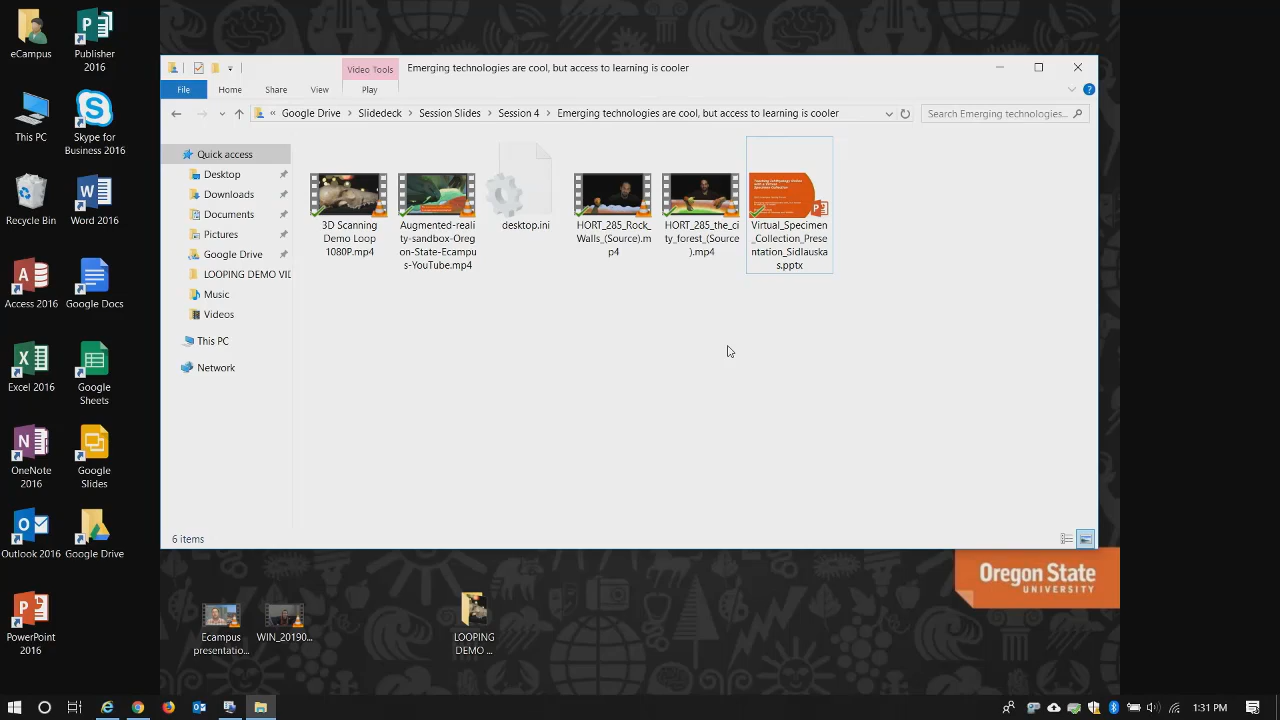 eCampus
Publisher
2016
This PC
Skype for
Business 2016
Recycle Bin
Word 2016
Access 2016
Google Docs
Excel 2016
Google
Sheets
OneNote
2016
Google
Slides
Outlook 2016
Google Drive
PowerPoint
2016
Video Tools
Emerging technologies are cool, but access to learning is cooler
File
Home
Share
View
Play
« Google Drive > Slidedeck > Session Slides > Session 4 > Emerging technologies are cool, but access to learning is cooler
Search Emerging technologies...
Quick access
Desktop
Downloads
Documents
Pictures
Google Drive
LOOPING DEMO VID
Music
Videos
This PC
Network
3D Scanning
Demo Loop
1080P.mp4
Augmented-reali
ty-sandbox-Oreg
on-State-Ecampu
s-YouTube.mp4
desktop.ini
HORT_285_Rock_
Walls_(Source).m
p4
HORT_285_the_ci
ty_forest_(Source
).mp4
Virtual_Specimen
_Collection_Prese
ntation_Sidlauska
s.pptx
6 items
Oregon State
UNIVERSITY
Ecampus
presentatio...
WIN_20190...
LOOPING
DEMO ...
1:31 PM